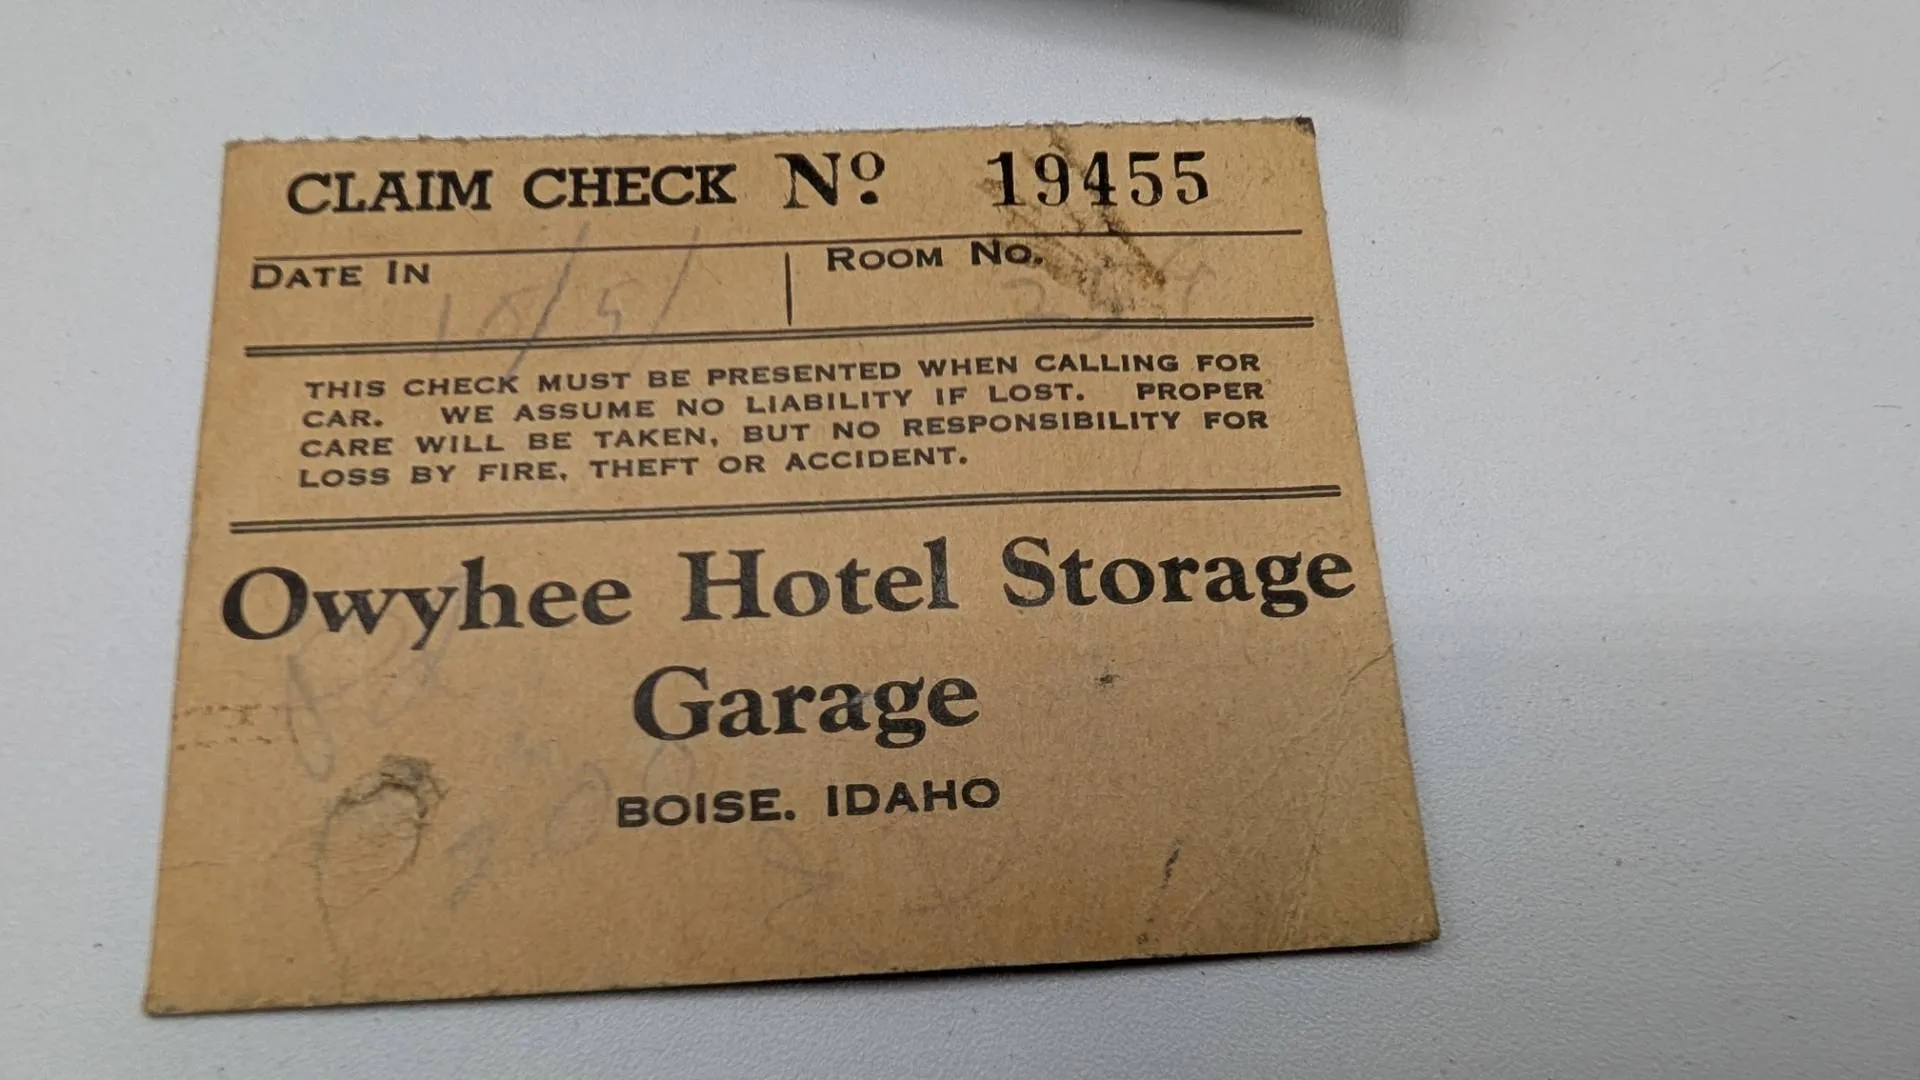 CLAIM CHECK Nº 19455
DATE IN ROOM NO.
10/5/
THIS CHECK MUST BE PRESENTED WHEN CALLING FOR
CAR. WE ASSUME NO LIABILITY IF LOST. PROPER
CARE WILL BE TAKEN, BUT NO RESPONSIBILITY FOR
LOSS BY FIRE, THEFT OR ACCIDENT.
Owyhee Hotel Storage
Garage
BOISE. IDAHO